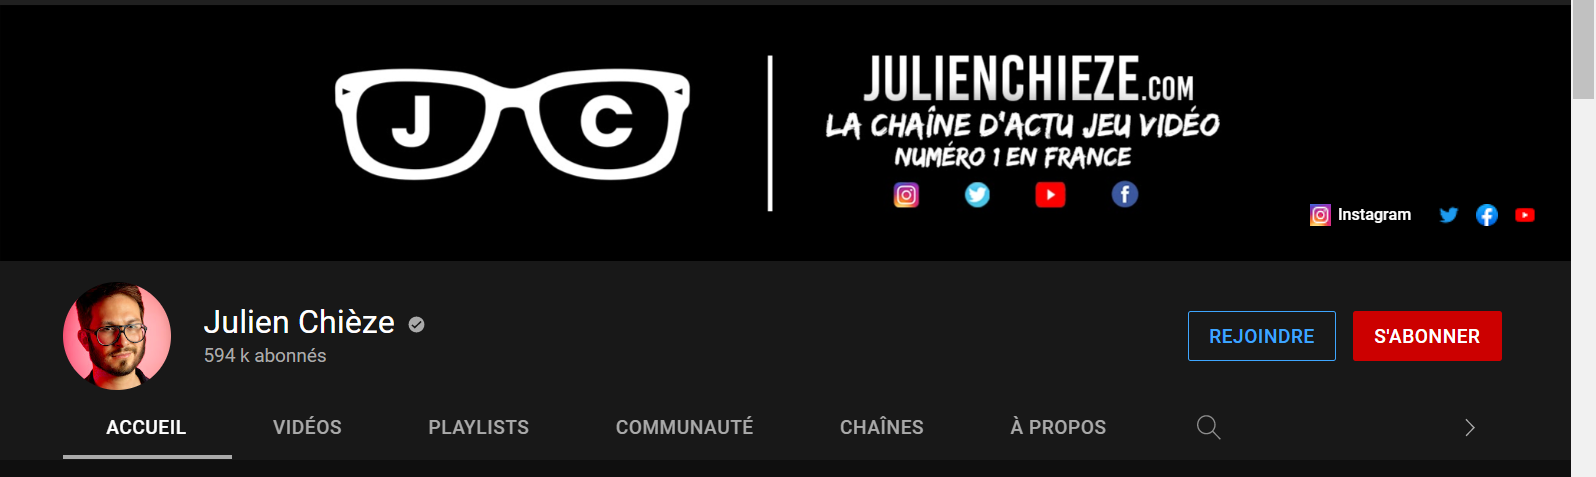 J C
JULIENCHIEZE.COM
LA CHAÎNE D'ACTU JEU VIDÉO
NUMÉRO 1 EN FRANCE
Instagram
Julien Chièze
594 k abonnés
REJOINDRE
S'ABONNER
ACCUEIL VIDÉOS PLAYLISTS COMMUNAUTÉ CHAÎNES À PROPOS